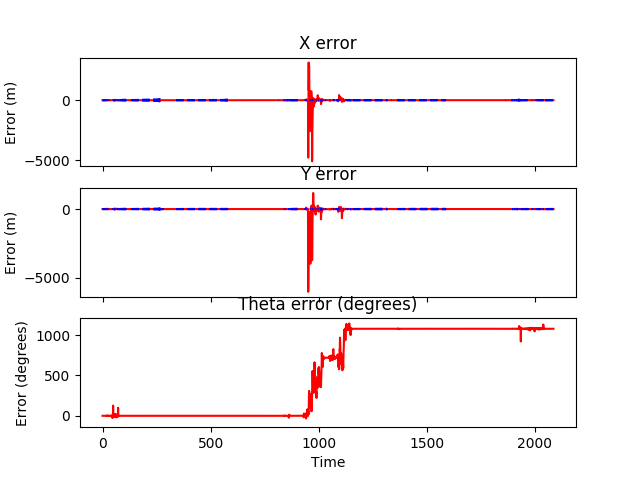 X error
0
−5000
Error (m)
Y error
0
−5000
Error (m)
Theta error (degrees)
1000
500
0
Error (degrees)
0 500 1000 1500 2000
Time